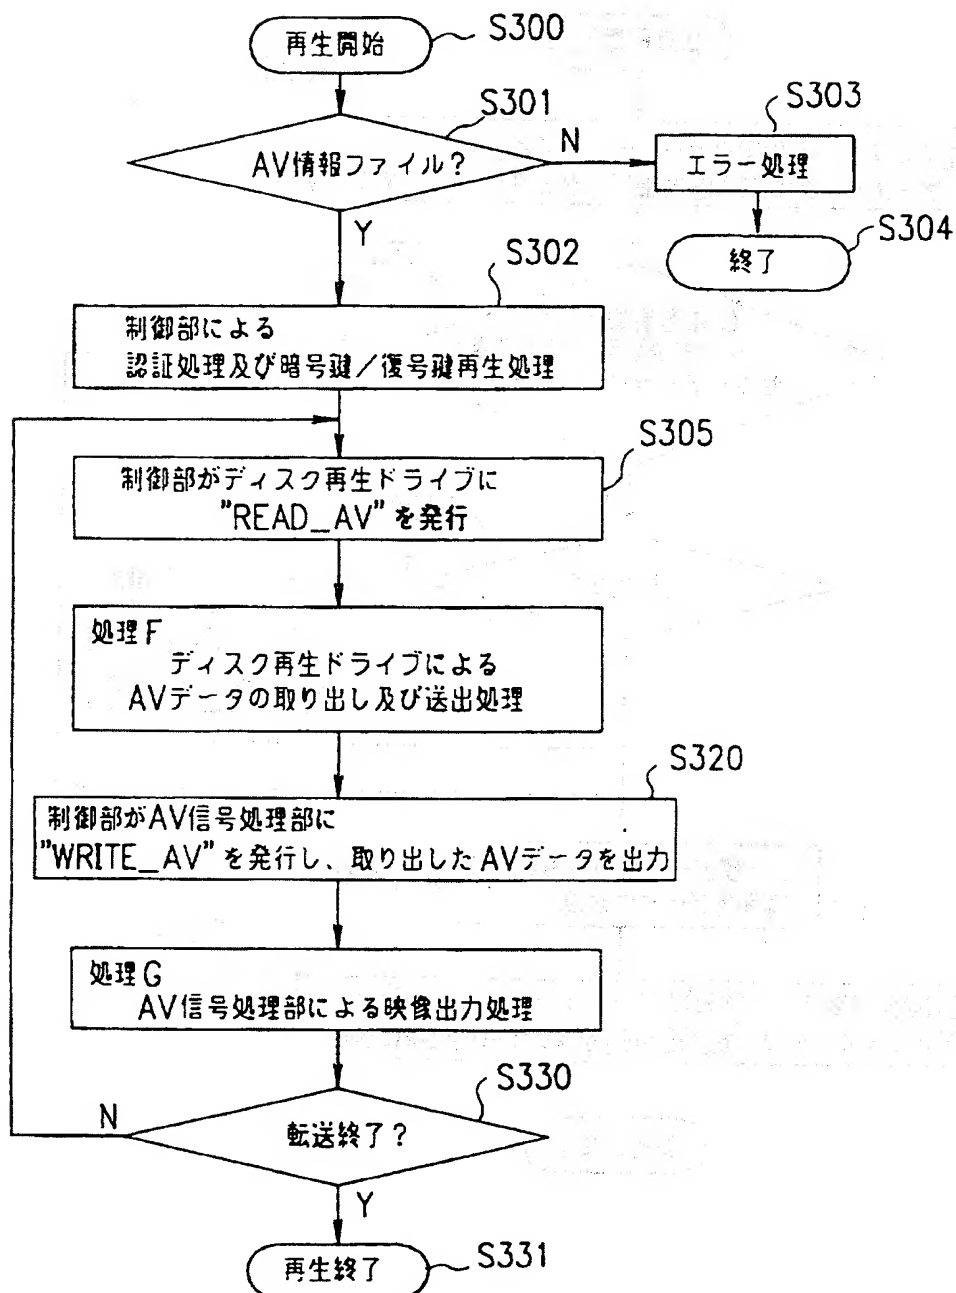 再生開始
S300
S301
AV情報ファイル?
N
S303
エラー処理
Y
S304
終了
S302
制御部による
認証処理及び暗号鍵/復号鍵再生処理
S305
制御部がディスク再生ドライブに
"READ_AV"を発行
処理F
ディスク再生ドライブによる
AVデータの取り出し及び送出処理
S320
制御部がAV信号処理部に
"WRITE_AV"を発行し、取り出したAVデータを出力
処理G
AV信号処理部による映像出力処理
S330
N
転送終了?
Y
再生終了
S331